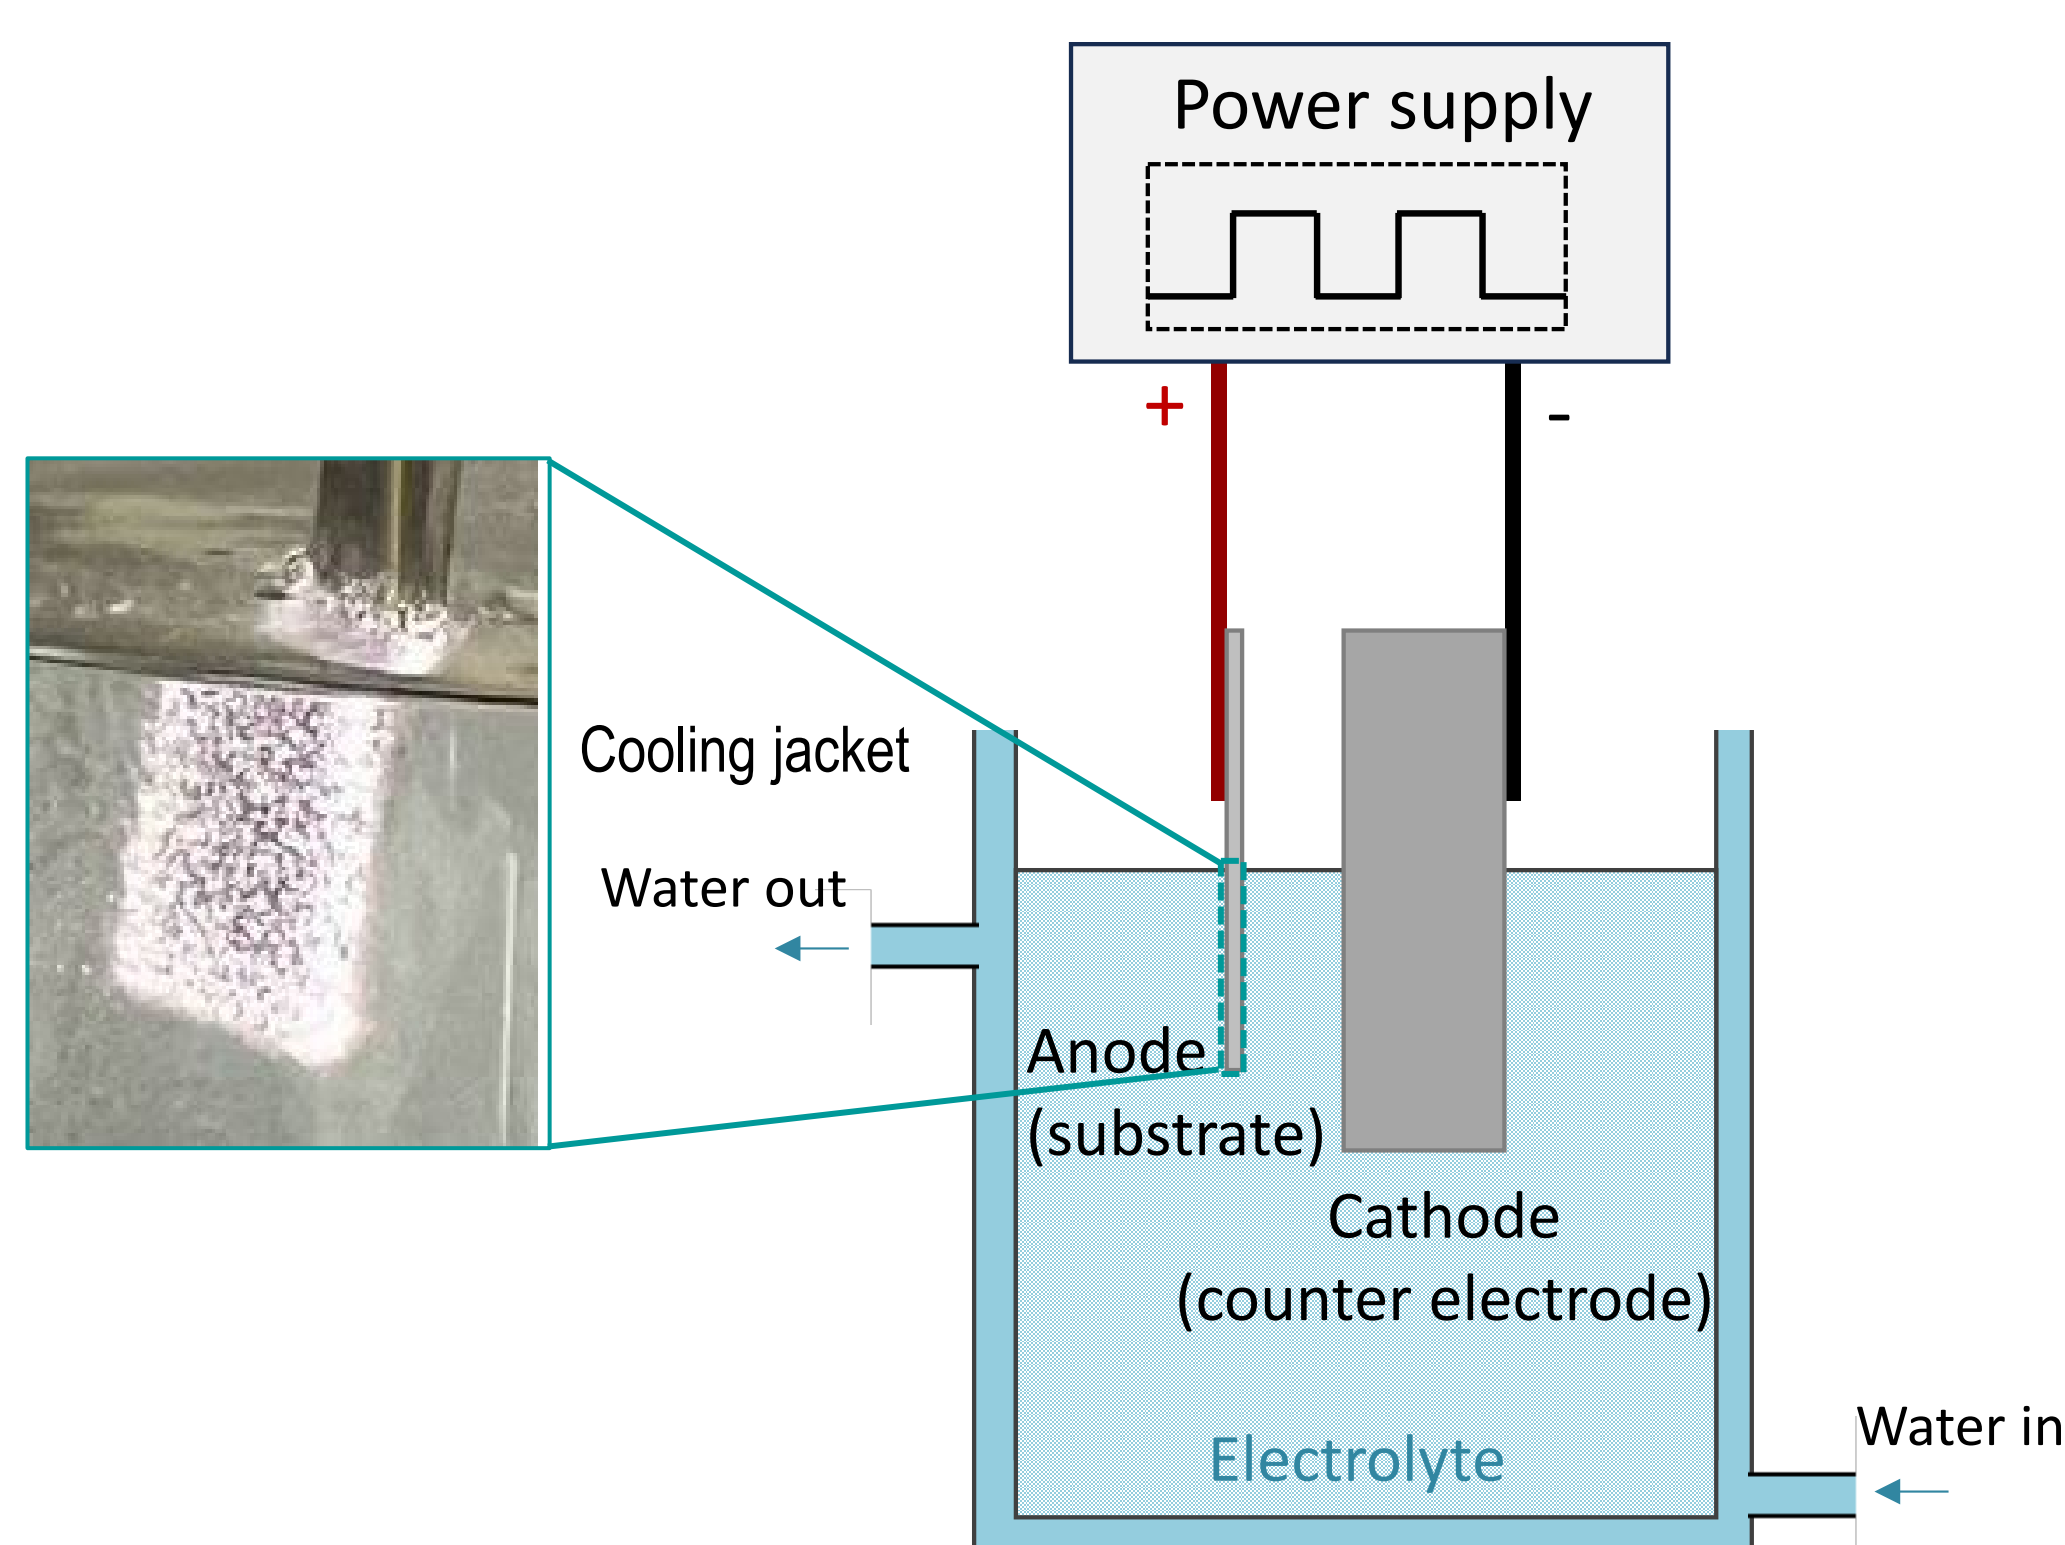 Power supply
+
-
Cooling jacket
Water out
Anode
(substrate)
Cathode
(counter electrode)
Electrolyte
Water in